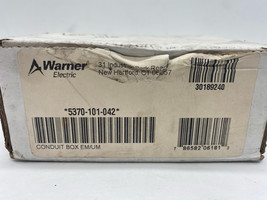 Warner
Electric
31 Industrial Park Road
New Hartford, CT 06057
30189240
*5370-101-042*
CONDUIT BOX EM/UM